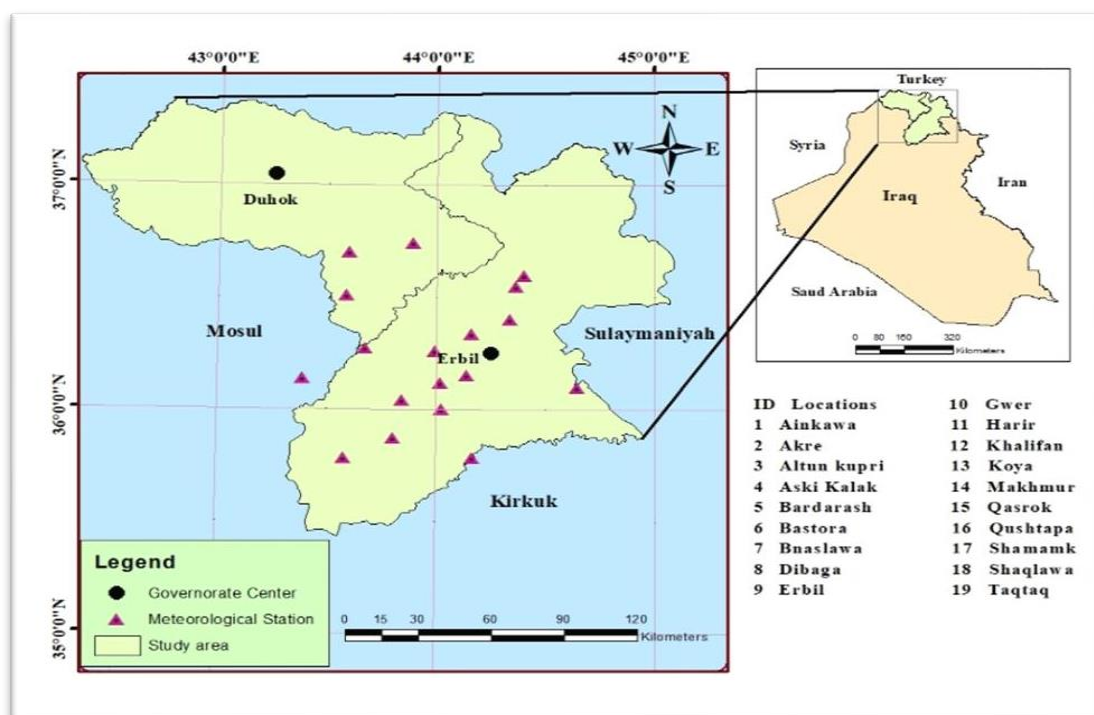 43°0'0"E 44°0'0"E 45°0'0"E
37°0'0"N
36°0'0"N
35°0'0"N
N
W E
S
Duhok
Mosul
Erbil
Sulaymaniyah
Kirkuk
Legend
Governorate Center
Meteorological Station
Study area
0 15 30 60 90 120
Kilometers
Turkey
Syria
Iraq
Iran
Saudi Arabia
0 80 160 320
Kilometers
ID Locations
1 Ainkawa
2 Akre
3 Altun kupri
4 Aski Kalak
5 Bardarash
6 Bastora
7 Bnaslawa
8 Dibaga
9 Erbil
10 Gwer
11 Harir
12 Khalifan
13 Koya
14 Makhmur
15 Qasrok
16 Qushtapa
17 Shamamk
18 Shaqlawa
19 Taqtaq